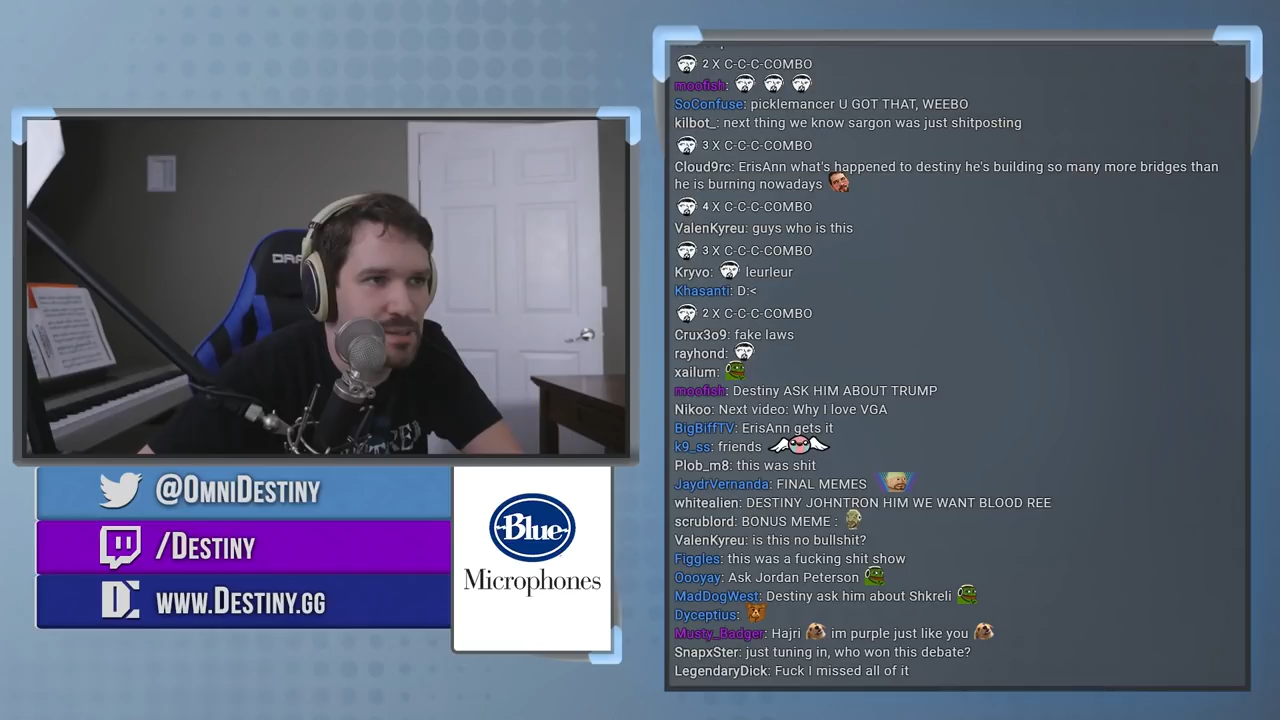 DRA
@OmniDestiny
/Destiny
www.Destiny.gg
Blue
Microphones
2 X C-C-C-COMBO
moofish:
SoConfuse: picklemancer U GOT THAT, WEEBO
kilbot_: next thing we know sargon was just shitposting
3 X C-C-C-COMBO
Cloud9rc: ErisAnn what's happened to destiny he's building so many more bridges than
he is burning nowadays
4 X C-C-C-COMBO
ValenKyreu: guys who is this
3 X C-C-C-COMBO
Kryvo: leurleur
Khasanti: D:<
2 X C-C-C-COMBO
Crux3o9: fake laws
rayhond:
xailum:
moofish: Destiny ASK HIM ABOUT TRUMP
Nikoo: Next video: Why I love VGA
BigBiffTV: ErisAnn gets it
k9_ss: friends
Plob_m8: this was shit
JaydrVernanda: FINAL MEMES
whitealien: DESTINY JOHNTRON HIM WE WANT BLOOD REE
scrublord: BONUS MEME :
ValenKyreu: is this no bullshit?
Figgles: this was a fucking shit show
Oooyay: Ask Jordan Peterson
MadDogWest: Destiny ask him about Shkreli
Dyceptius:
Musty_Badger: Hajri im purple just like you
SnapxSter: just tuning in, who won this debate?
LegendaryDick: Fuck I missed all of it